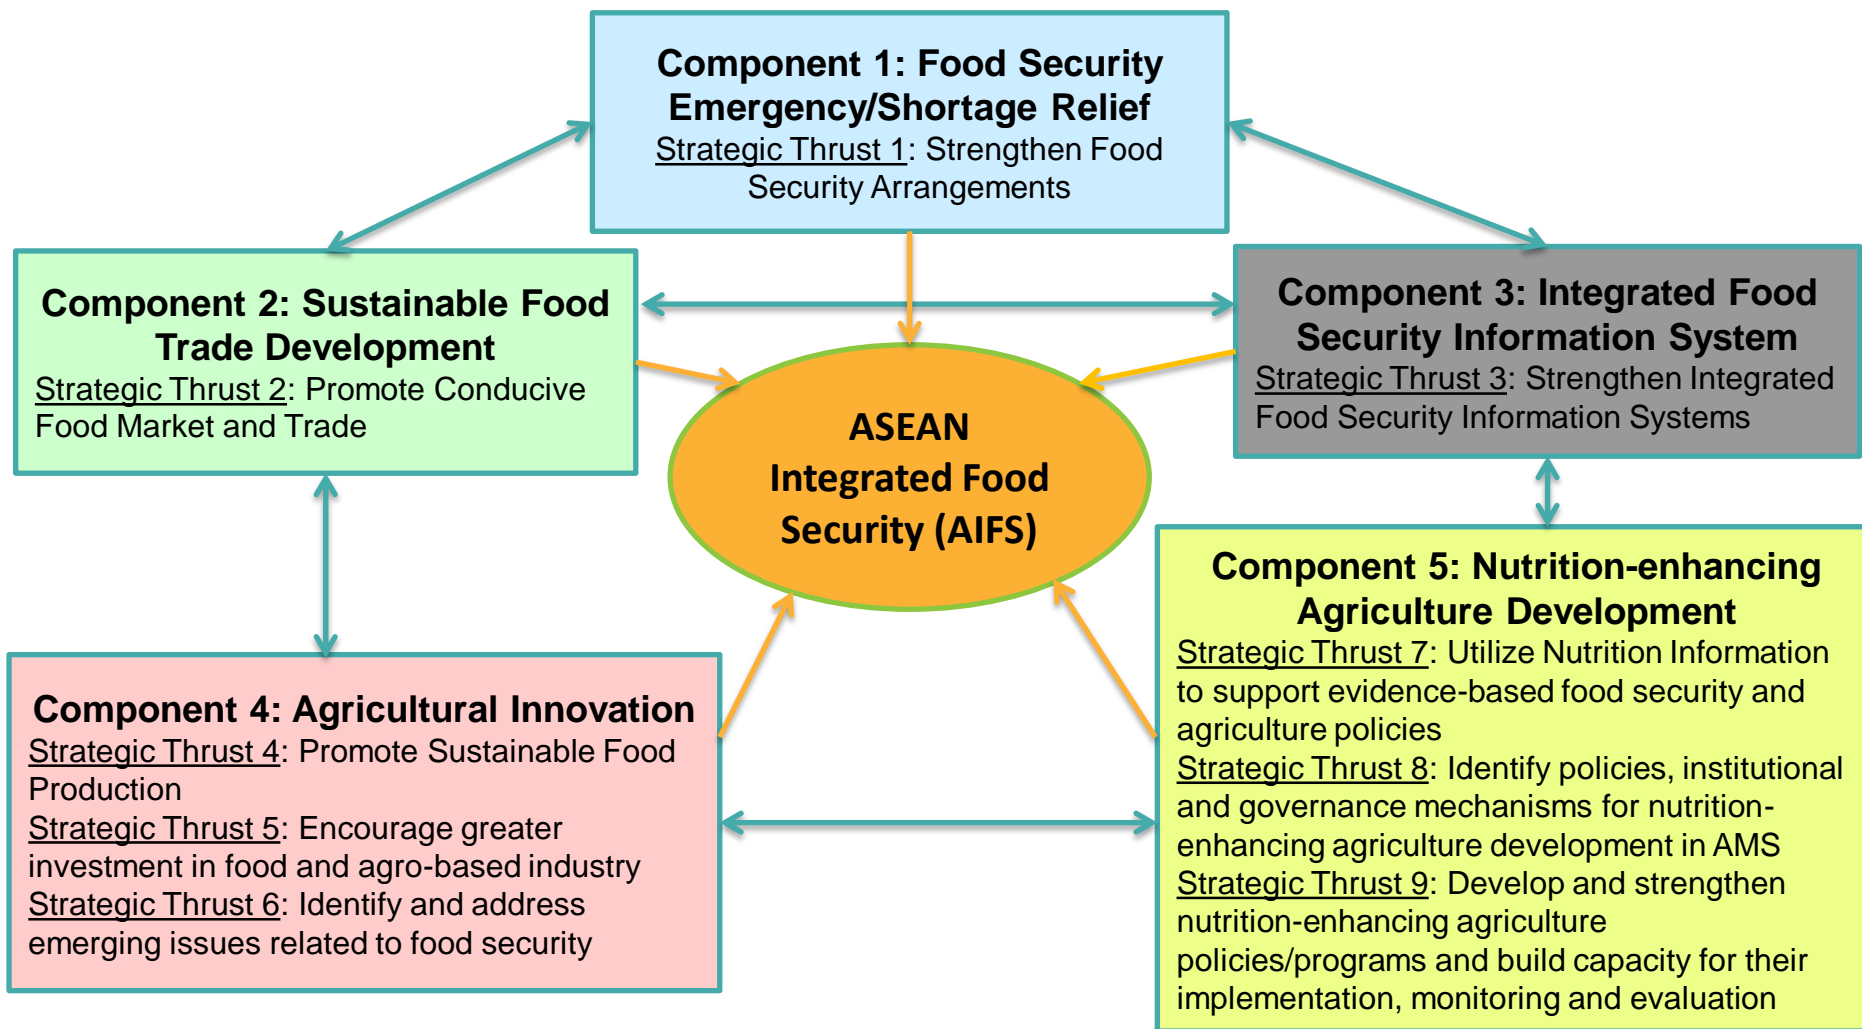 Component 1: Food Security
Emergency/Shortage Relief
Strategic Thrust 1: Strengthen Food
Security Arrangements
Component 2: Sustainable Food
Trade Development
Strategic Thrust 2: Promote Conducive
Food Market and Trade
Component 3: Integrated Food
Security Information System
Strategic Thrust 3: Strengthen Integrated
Food Security Information Systems
ASEAN
Integrated Food
Security (AIFS)
Component 4: Agricultural Innovation
Strategic Thrust 4: Promote Sustainable Food
Production
Strategic Thrust 5: Encourage greater
investment in food and agro-based industry
Strategic Thrust 6: Identify and address
emerging issues related to food security
Component 5: Nutrition-enhancing
Agriculture Development
Strategic Thrust 7: Utilize Nutrition Information
to support evidence-based food security and
agriculture policies
Strategic Thrust 8: Identify policies, institutional
and governance mechanisms for nutrition-
enhancing agriculture development in AMS
Strategic Thrust 9: Develop and strengthen
nutrition-enhancing agriculture
policies/programs and build capacity for their
implementation, monitoring and evaluation